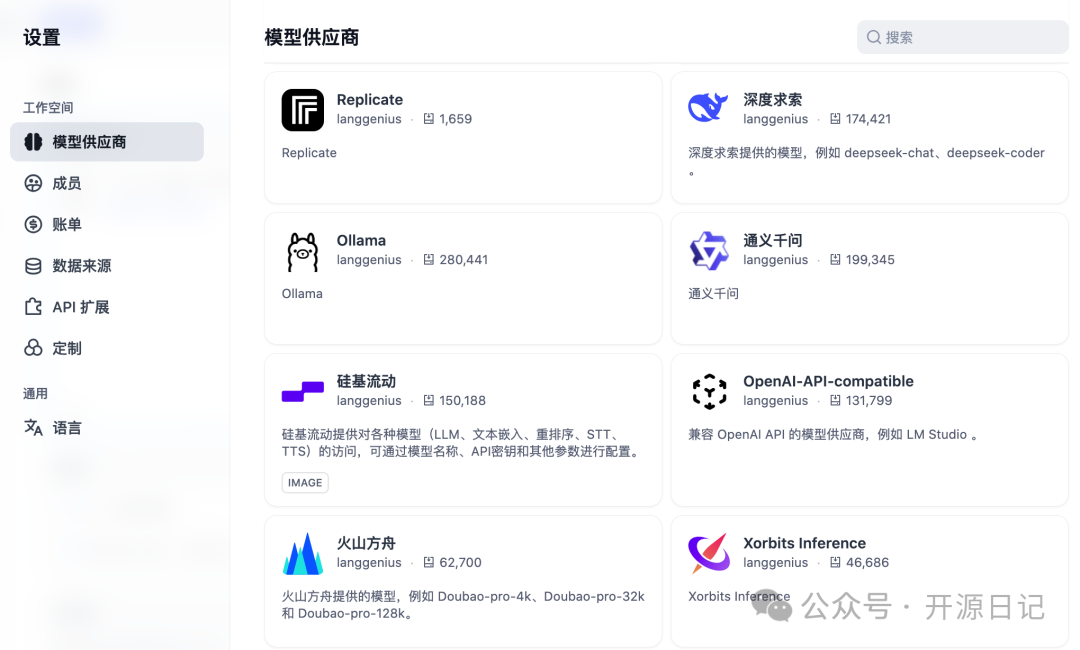 设置
工作空间
模型供应商
成员
账单
数据来源
API 扩展
定制
通用
语言
模型供应商
搜索
Replicate
langgenius · 1,659
Replicate
深度求索
langgenius · 174,421
深度求索提供的模型，例如 deepseek-chat、deepseek-coder
。
Ollama
langgenius · 280,441
Ollama
通义千问
langgenius · 199,345
通义千问
硅基流动
langgenius · 150,188
硅基流动提供对各种模型（LLM、文本嵌入、重排序、STT、
TTS）的访问，可通过模型名称、API密钥和其他参数进行配置。
IMAGE
OpenAI-API-compatible
langgenius · 131,799
兼容 OpenAI API 的模型供应商，例如 LM Studio 。
火山方舟
langgenius · 62,700
火山方舟提供的模型，例如 Doubao-pro-4k、Doubao-pro-32k
和 Doubao-pro-128k。
Xorbits Inference
langgenius · 46,686
Xorbits Inference
公众号 · 开源日记